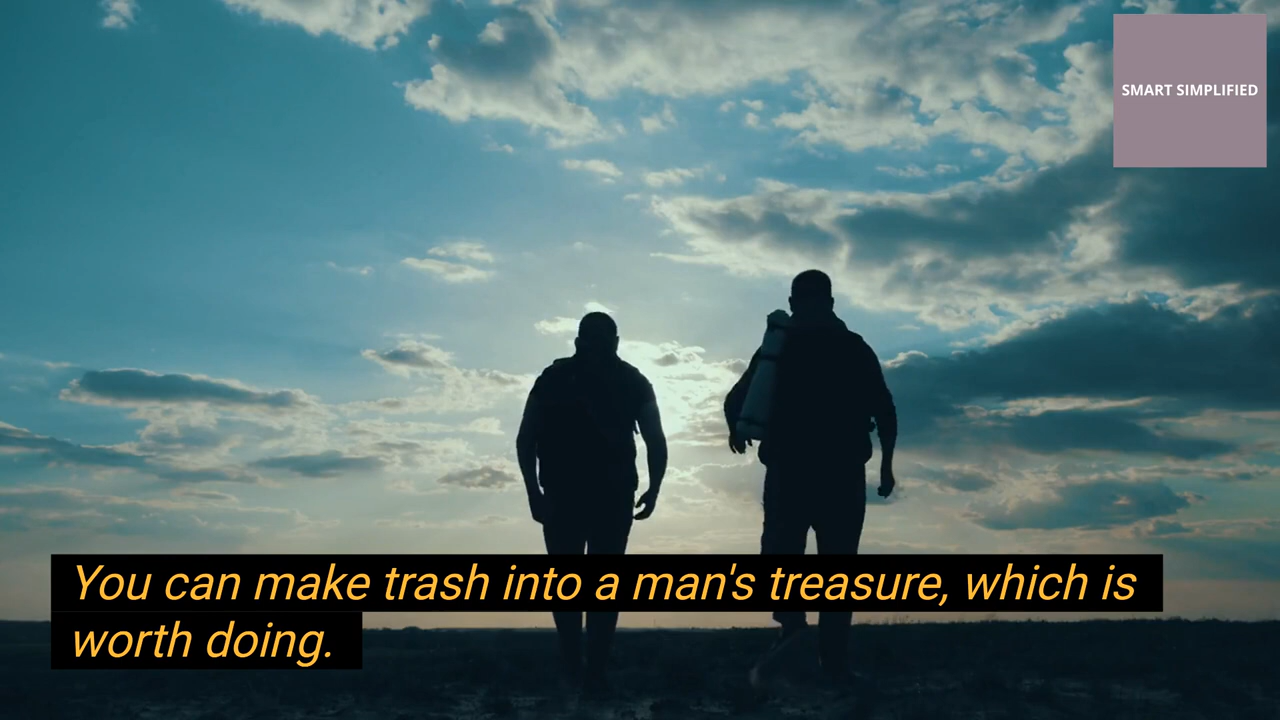 SMART SIMPLIFIED
You can make trash into a man's treasure, which is
worth doing.